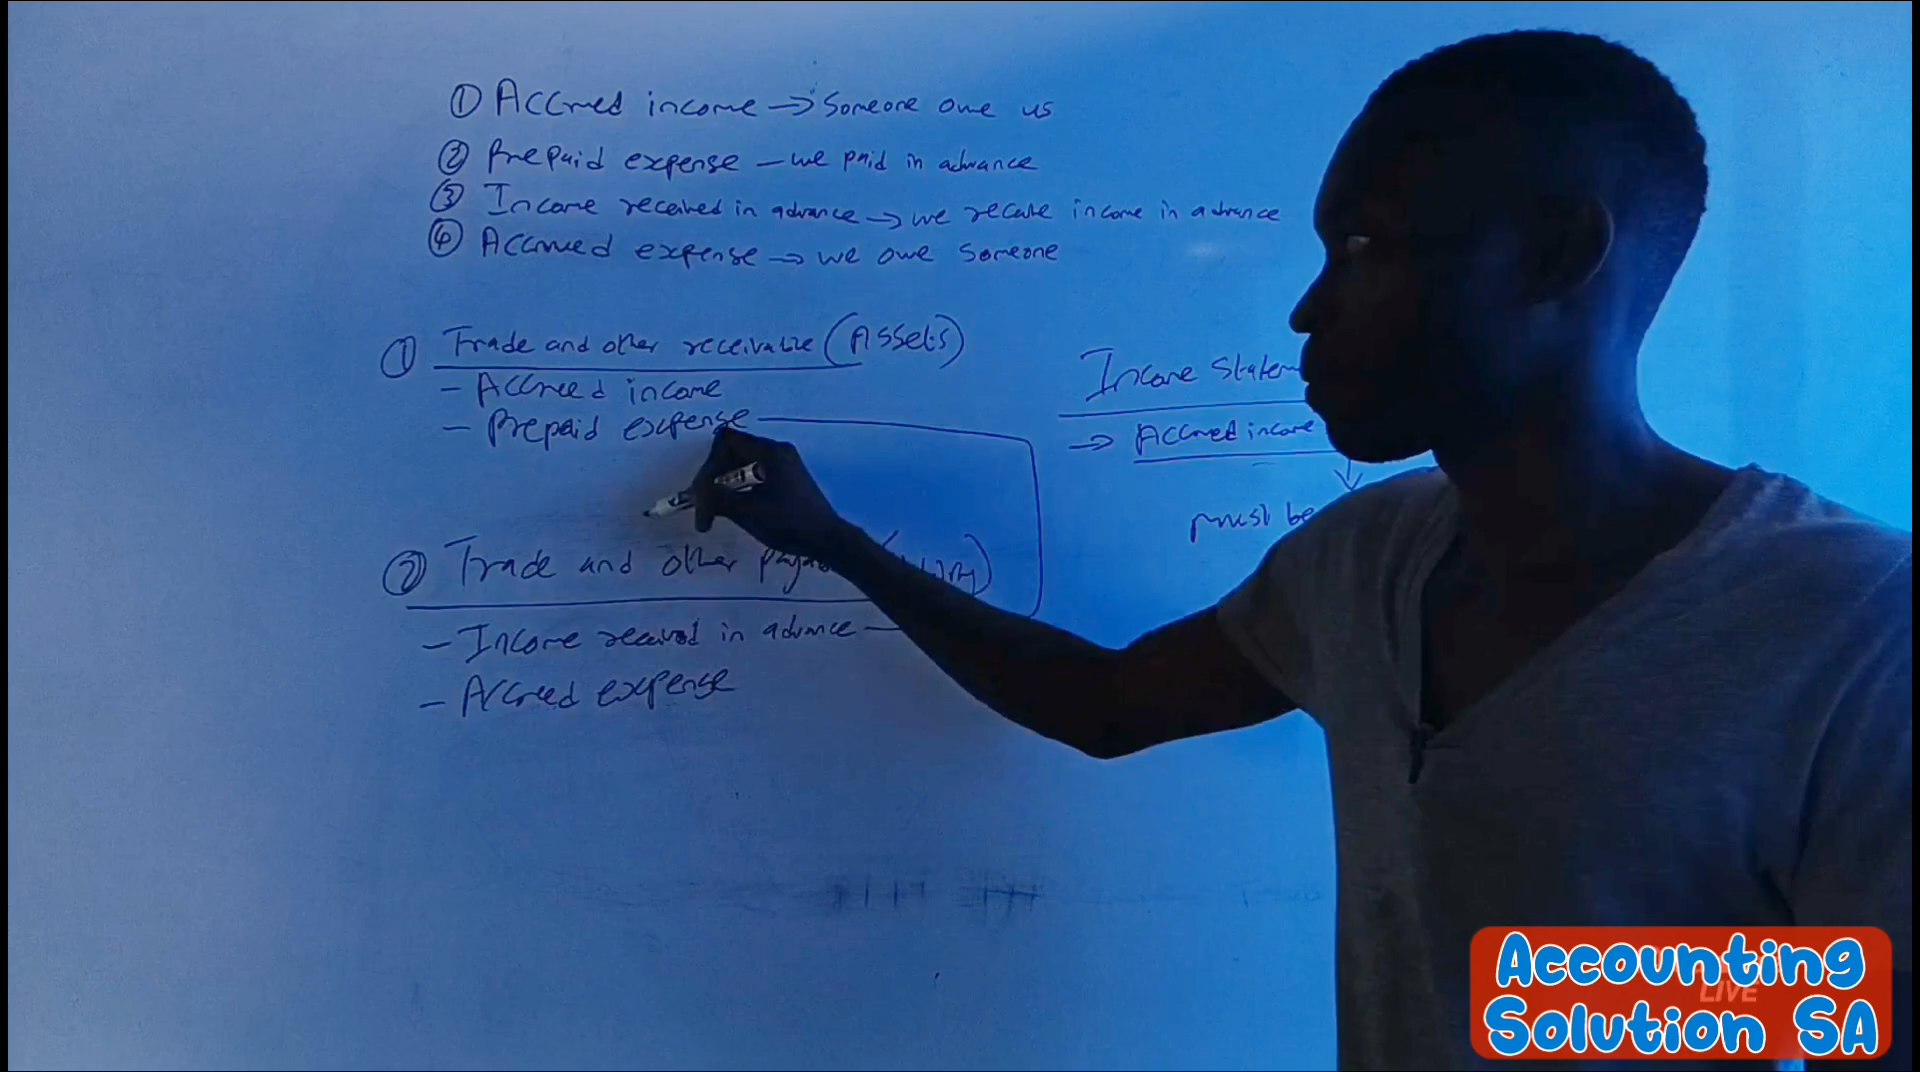 ① Accrued income → Someone owe us
② Prepaid expense – we paid in advance
③ Income received in advance → we receive income in advance
④ Accrued expense → we owe someone
① Trade and other receivable (Assets)
– Accrued income
– Prepaid expense
② Trade and other
– Income received in advance –
– Accrued expense
Income Statem
→ Accrued income
must be
Accounting
LIVE
Solution SA